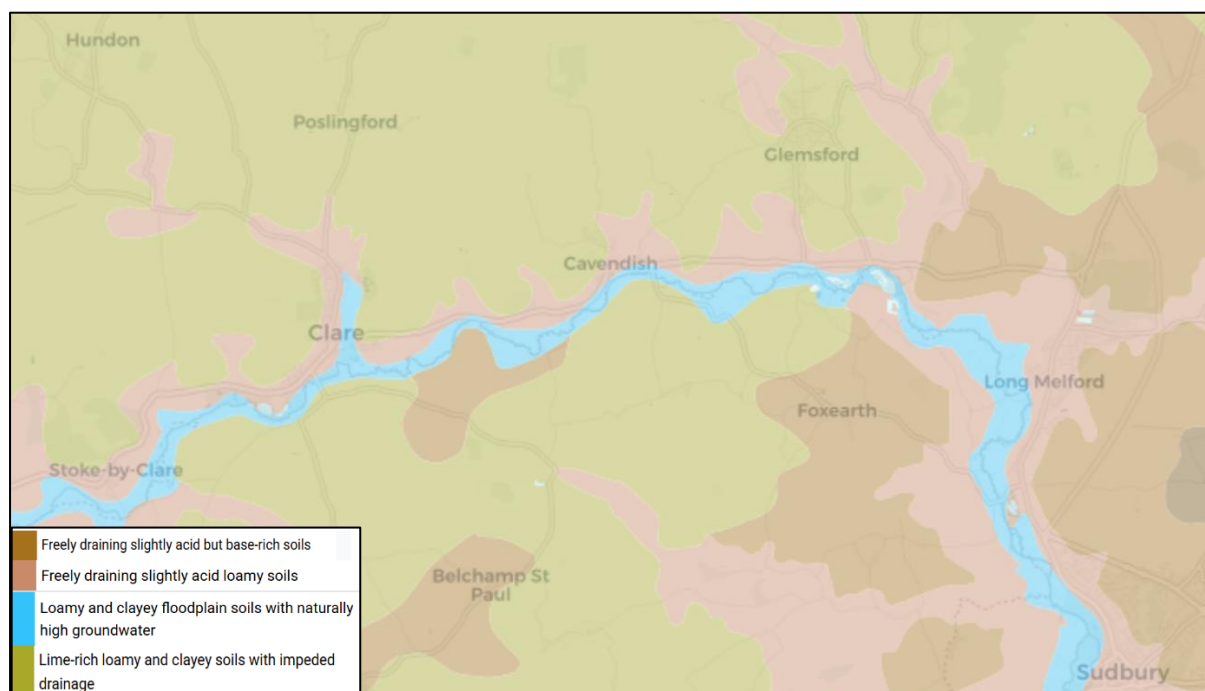 Hundon
Poslingford
Glemsford
Cavendish
Clare
Long Melford
Foxearth
Stoke-by-Clare
Belchamp St
Paul
Sudbury
Freely draining slightly acid but base-rich soils
Freely draining slightly acid loamy soils
Loamy and clayey floodplain soils with naturally
high groundwater
Lime-rich loamy and clayey soils with impeded
drainage